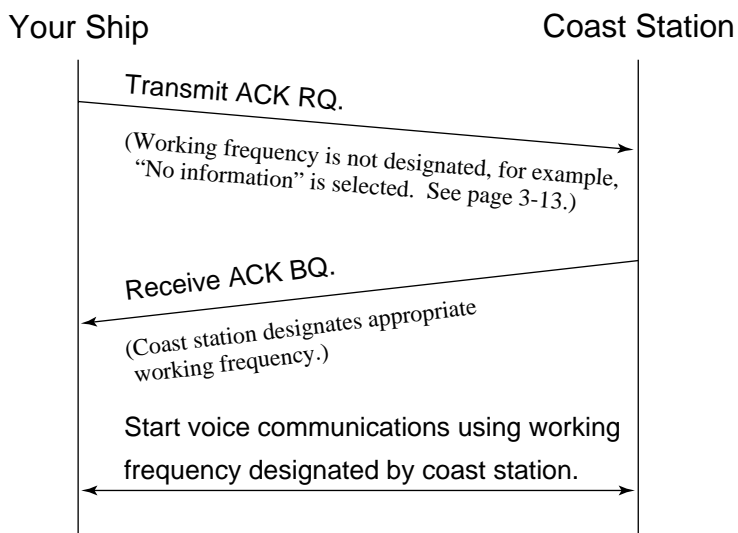 Your Ship
Coast Station
Transmit ACK RQ.
(Working frequency is not designated, for example,
“No information” is selected.  See page 3-13.)
Receive ACK BQ.
(Coast station designates appropriate
working frequency.)
Start voice communications using working
frequency designated by coast station.